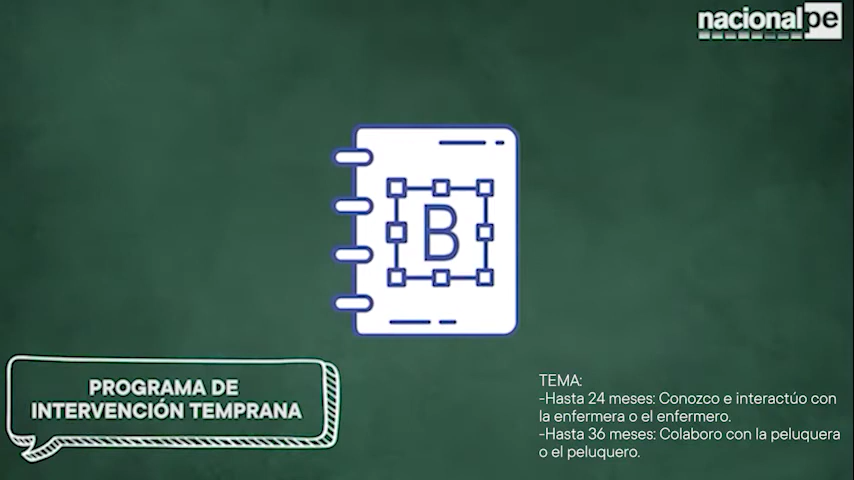 nacionalpe
B
PROGRAMA DE
INTERVENCIÓN TEMPRANA
TEMA:
-Hasta 24 meses: Conozco e interactúo con
la enfermera o el enfermero.
-Hasta 36 meses: Colaboro con la peluquera
o el peluquero.